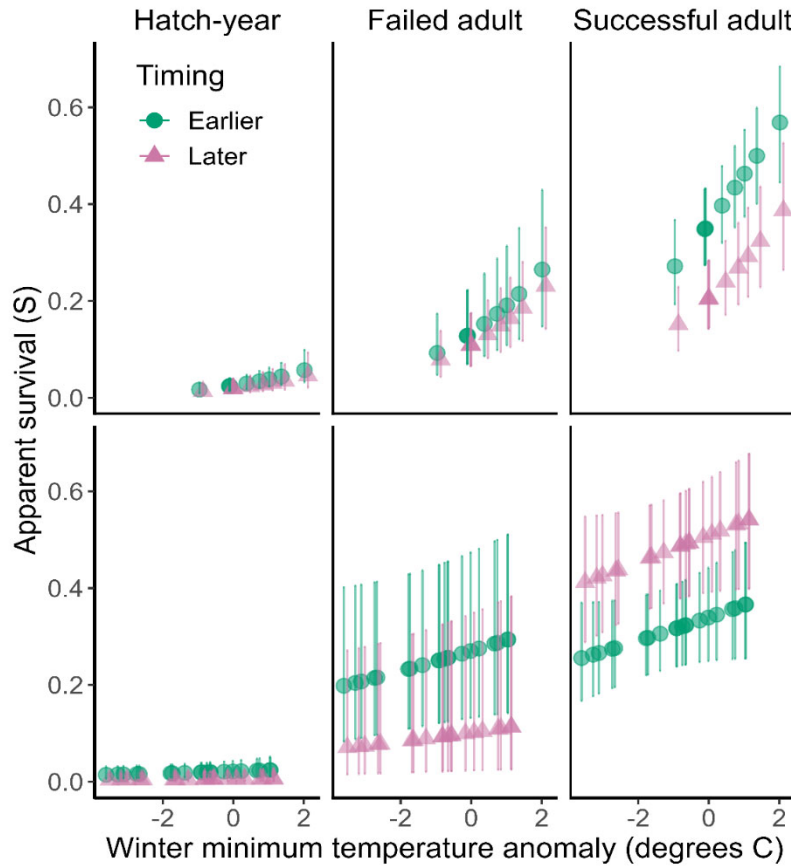 Hatch-year Failed adult Successful adult
Timing
Earlier
Later
0.6
0.4
0.2
0.0
0.6
0.4
0.2
0.0
Apparent survival (S)
-2 0 2 -2 0 2 -2 0 2
Winter minimum temperature anomaly (degrees C)